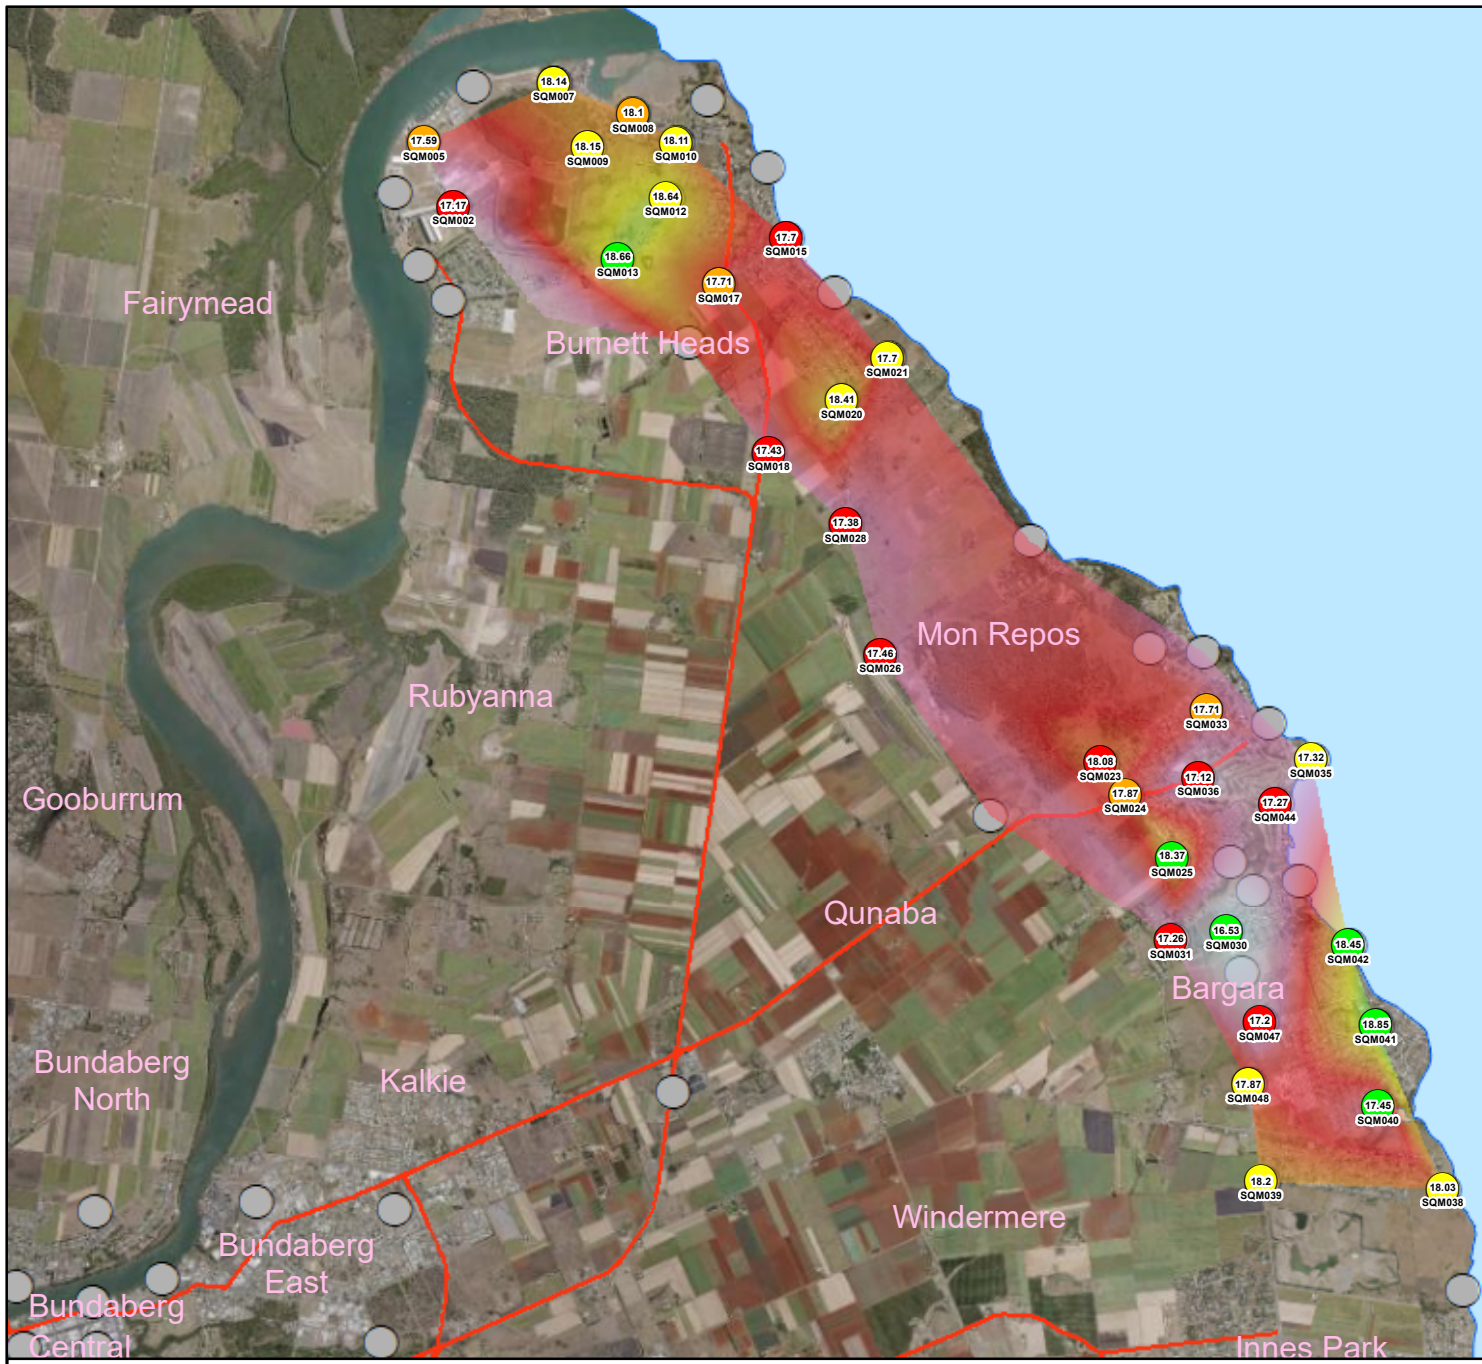 18.14
SQM007
18.1
SQM008
17.59
SQM005
18.15
SQM009
18.11
SQM010
17.17
SQM002
18.64
SQM012
17.7
SQM015
18.66
SQM013
17.71
SQM017
Fairymead
Burnett Heads
17.7
SQM021
18.41
SQM020
17.43
SQM018
17.38
SQM028
Mon Repos
17.46
SQM026
Rubyanna
17.71
SQM033
18.08
SQM023
17.12
SQM036
17.32
SQM035
17.87
SQM024
17.27
SQM044
Gooburrum
18.37
SQM025
Qunaba
17.26
SQM031
16.53
SQM030
18.45
SQM042
Bargara
17.2
SQM047
18.85
SQM041
Bundaberg
North
Kalkie
17.87
SQM048
17.45
SQM040
18.2
SQM039
18.03
SQM038
Windermere
Bundaberg
East
Bundaberg
Central
Innes Park